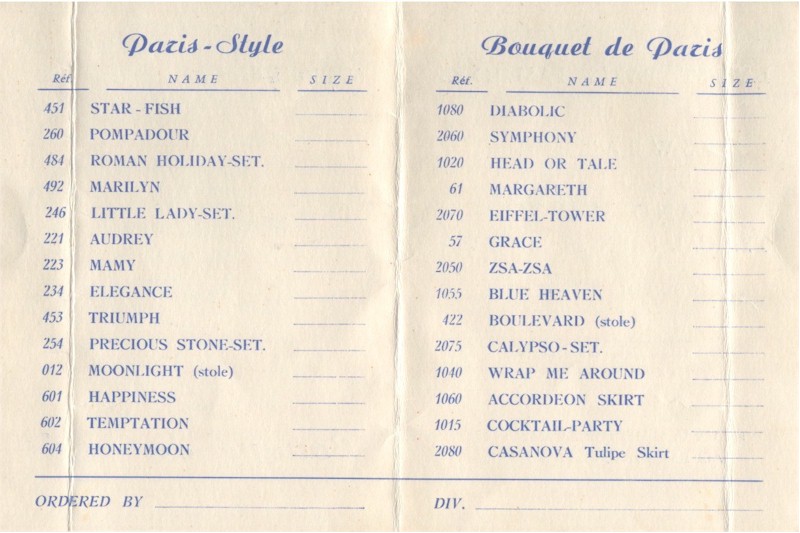 Paris-Style
Réf. NAME SIZE
451 STAR - FISH
260 POMPADOUR
484 ROMAN HOLIDAY-SET.
492 MARILYN
246 LITTLE LADY-SET.
221 AUDREY
223 MAMY
234 ELEGANCE
453 TRIUMPH
254 PRECIOUS STONE-SET.
012 MOONLIGHT (stole)
601 HAPPINESS
602 TEMPTATION
604 HONEYMOON
ORDERED BY
Bouquet de Paris
Réf. NAME SIZE
1080 DIABOLIC
2060 SYMPHONY
1020 HEAD OR TALE
61 MARGARETH
2070 EIFFEL-TOWER
57 GRACE
2050 ZSA-ZSA
1055 BLUE HEAVEN
422 BOULEVARD (stole)
2075 CALYPSO-SET.
1040 WRAP ME AROUND
1060 ACCORDEON SKIRT
1015 COCKTAIL-PARTY
2080 CASANOVA Tulipe Skirt
DIV.